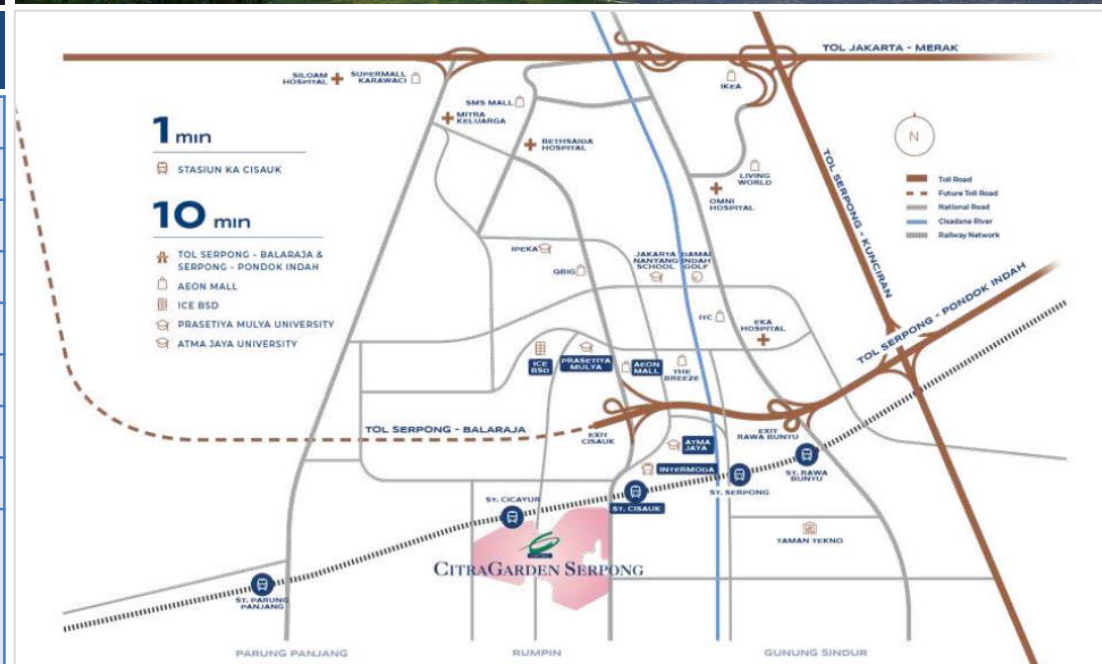 TOL JAKARTA - MERAK
SILOAM
HOSPITAL
SUPERMALL
KARAWACI
IKEA
SMS MALL
MITRA
KELUARGA
1 min
STASIUN KA CISAUK
BETHSAIDA
HOSPITAL
N
LIVING
WORLD
OMNI
HOSPITAL
TOL SERPONG - KUNCIRAN
Toll Road
Future Toll Road
National Road
Cisadane River
Railway Network
10 min
TOL SERPONG - BALARAJA &
SERPONG - PONDOK INDAH
AEON MALL
ICE BSD
PRASETIYA MULYA UNIVERSITY
ATMA JAYA UNIVERSITY
IPEKA
QBIG
JAKARTA
NANYANG
SCHOOL
DAMAI
INDAH
GOLF
ITC
EKA
HOSPITAL
TOL SERPONG - PONDOK INDAH
ICE
BSD
PRASETIYA
MULYA
AEON
MALL
THE
BREEZE
TOL SERPONG - BALARAJA
EXIT
CISAUK
EXIT
RAWA BUNTU
ATMA
JAYA
INTERMODA
ST. RAWA
BUNTU
ST. SERPONG
ST. CISAUK
ST. CICAYUR
TAMAN TEKNO
CITRAGARDEN SERPONG
ST. PARUNG
PANJANG
PARUNG PANJANG
RUMPIN
GUNUNG SINDUR